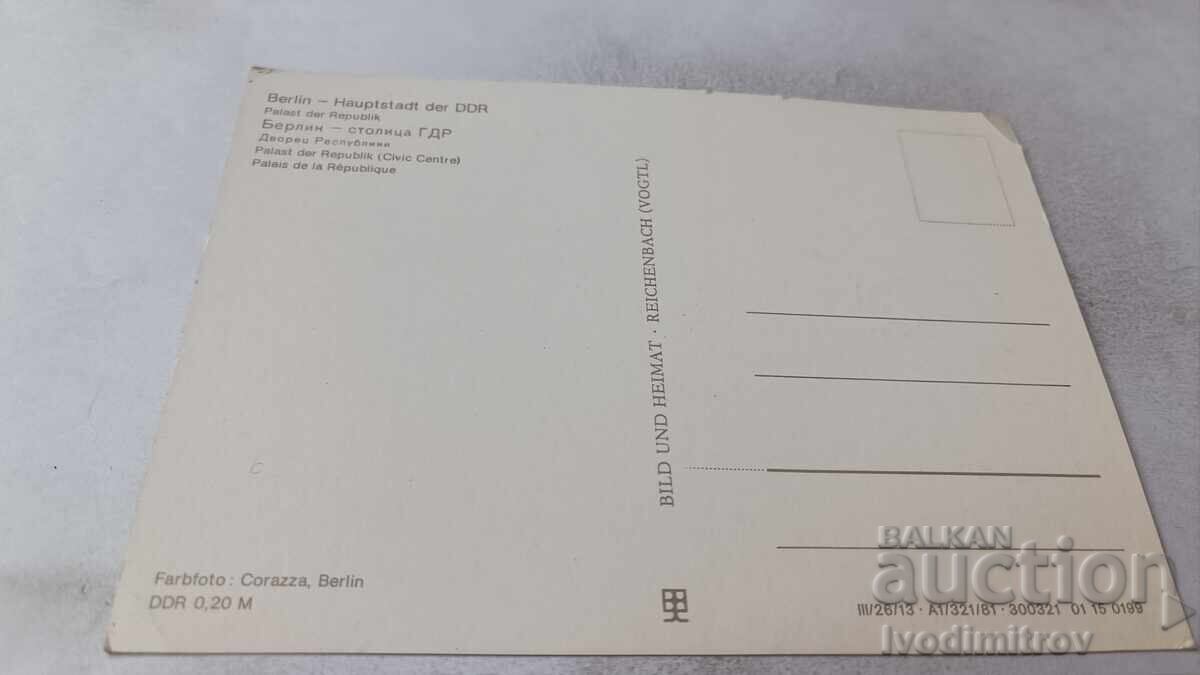 Berlin – Hauptstadt der DDR
Palast der Republik
Берлин – столица ГДР
Дворец Республики
Palast der Republik (Civic Centre)
Palais de la République
BILD UND HEIMAT · REICHENBACH (VOGTL)
Farbfoto: Corazza, Berlin
DDR 0,20 M
III/26/13 · A1/321/81 · 300321 01 15 0199
BALKAN
auction
Ivodimitrov